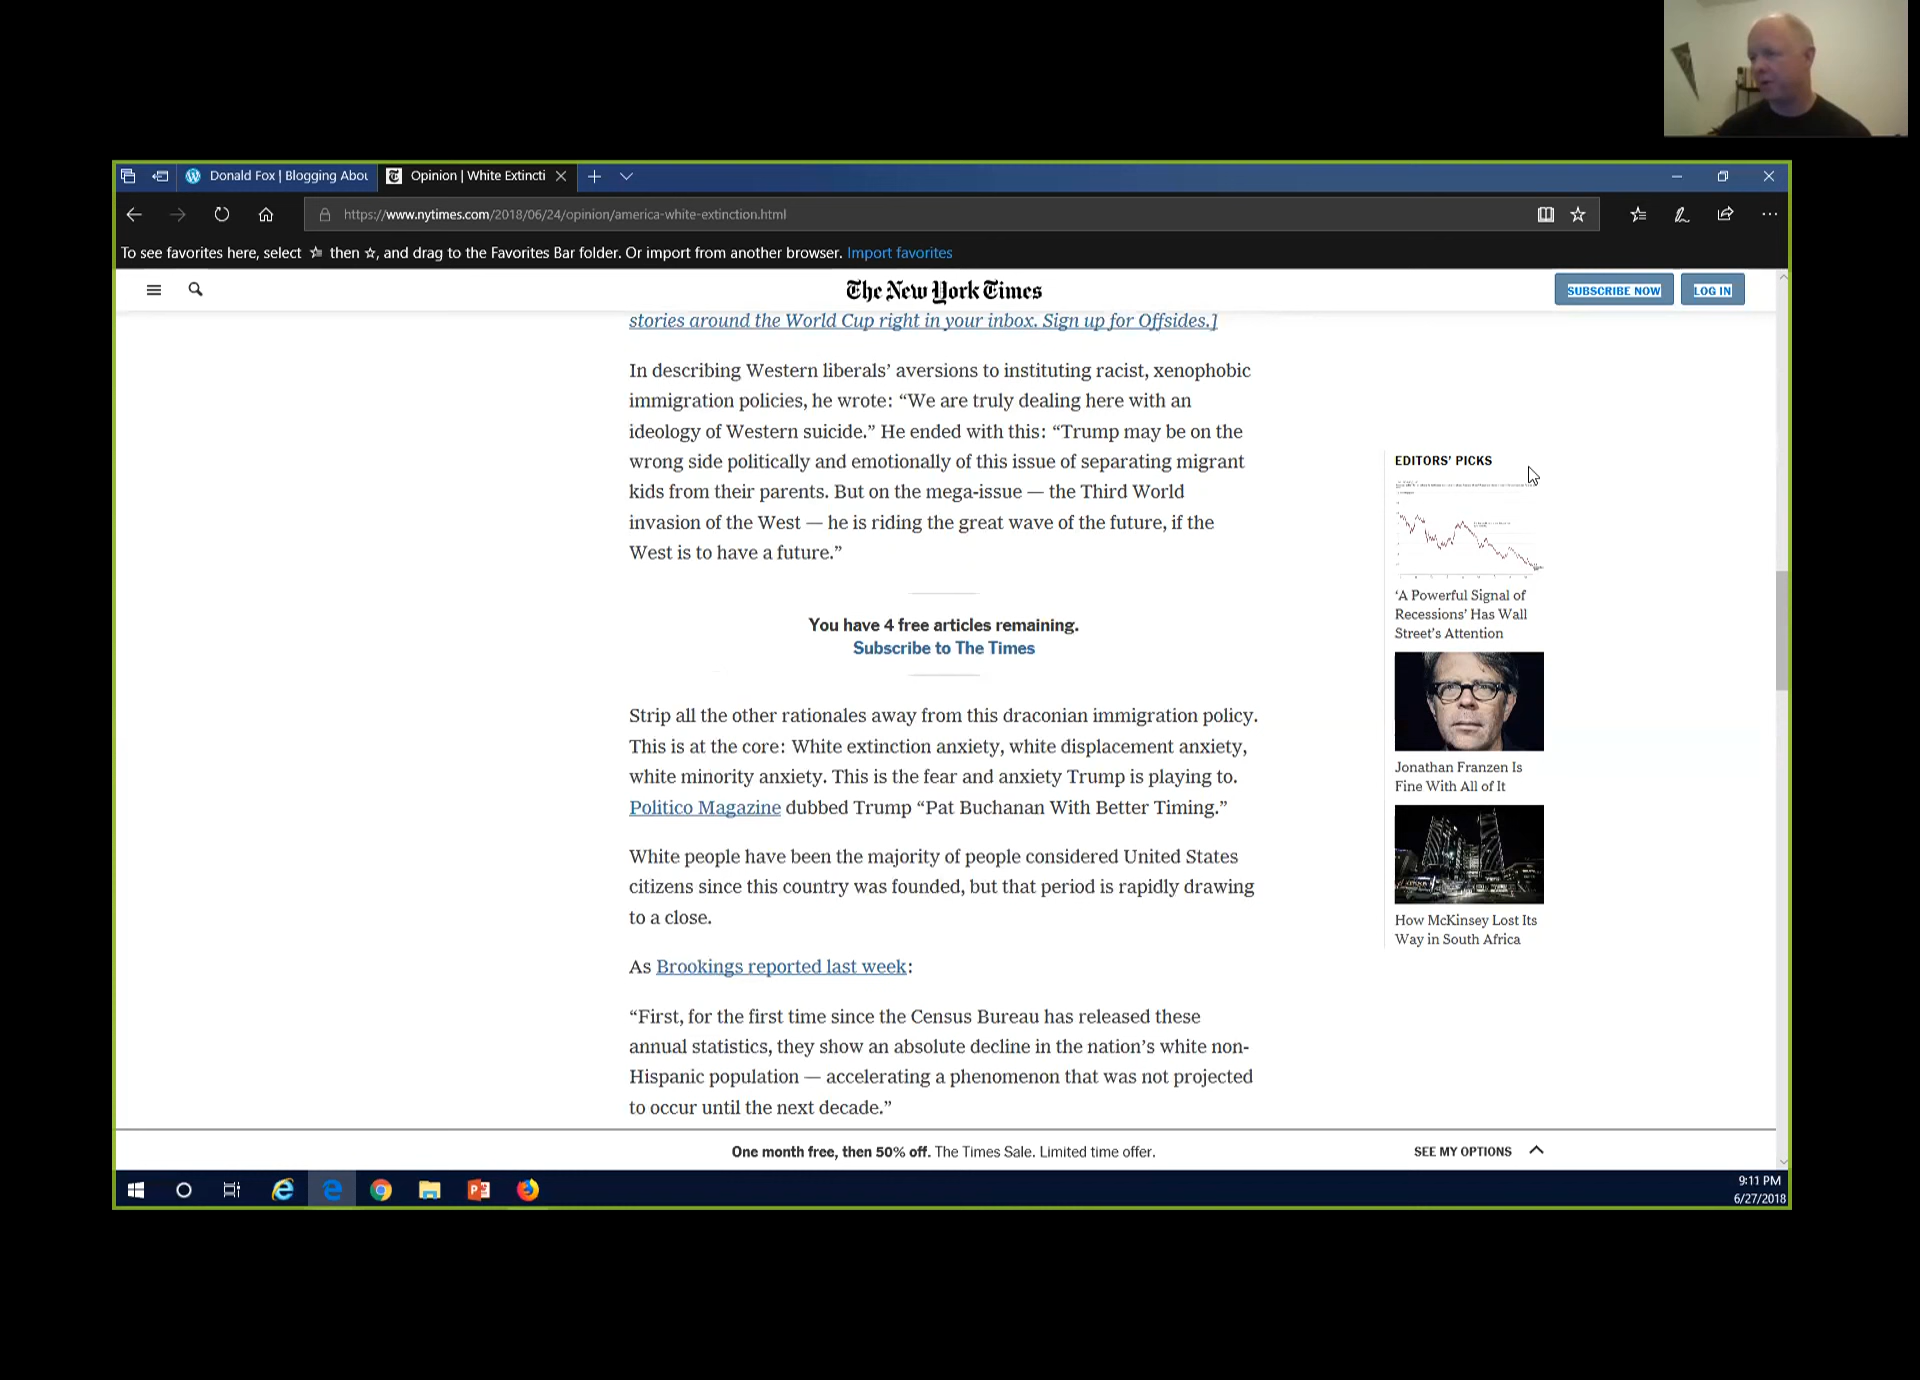 Donald Fox | Blogging Abou
Opinion | White Extincti
https://www.nytimes.com/2018/06/24/opinion/america-white-extinction.html
To see favorites here, select then , and drag to the Favorites Bar folder. Or import from another browser. Import favorites
The New York Times
SUBSCRIBE NOW
LOG IN
stories around the World Cup right in your inbox. Sign up for Offsides.]
In describing Western liberals’ aversions to instituting racist, xenophobic
immigration policies, he wrote: “We are truly dealing here with an
ideology of Western suicide.” He ended with this: “Trump may be on the
wrong side politically and emotionally of this issue of separating migrant
kids from their parents. But on the mega-issue — the Third World
invasion of the West — he is riding the great wave of the future, if the
West is to have a future.”
You have 4 free articles remaining.
Subscribe to The Times
Strip all the other rationales away from this draconian immigration policy.
This is at the core: White extinction anxiety, white displacement anxiety,
white minority anxiety. This is the fear and anxiety Trump is playing to.
Politico Magazine dubbed Trump “Pat Buchanan With Better Timing.”
White people have been the majority of people considered United States
citizens since this country was founded, but that period is rapidly drawing
to a close.
As Brookings reported last week:
“First, for the first time since the Census Bureau has released these
annual statistics, they show an absolute decline in the nation’s white non-
Hispanic population — accelerating a phenomenon that was not projected
to occur until the next decade.”
EDITORS’ PICKS
‘A Powerful Signal of
Recessions’ Has Wall
Street’s Attention
Jonathan Franzen Is
Fine With All of It
How McKinsey Lost Its
Way in South Africa
One month free, then 50% off. The Times Sale. Limited time offer.
SEE MY OPTIONS
9:11 PM
6/27/2018